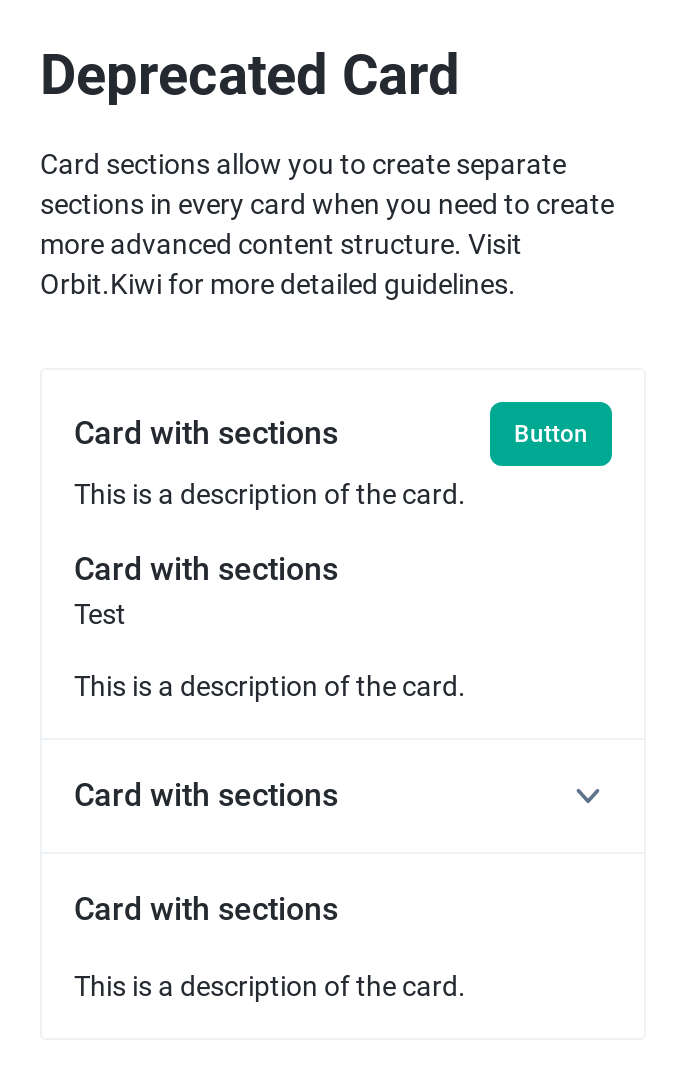 Deprecated Card
Card sections allow you to create separate
sections in every card when you need to create
more advanced content structure. Visit
Orbit.Kiwi for more detailed guidelines.
Card with sections
Button
This is a description of the card.
Card with sections
Test
This is a description of the card.
Card with sections
Card with sections
This is a description of the card.